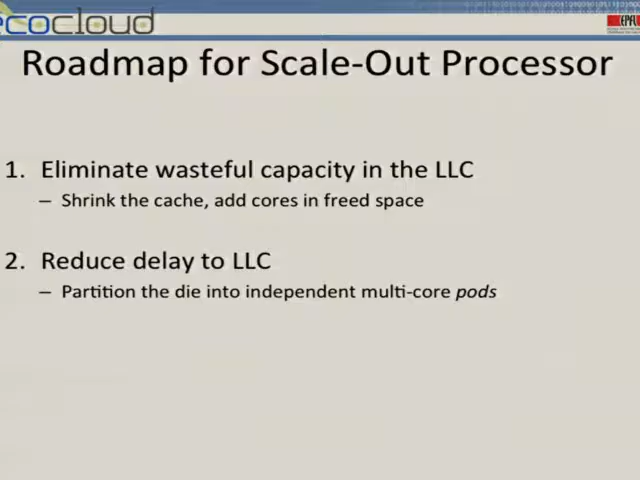 ecocloud
EPFL
Roadmap for Scale-Out Processor
1. Eliminate wasteful capacity in the LLC
– Shrink the cache, add cores in freed space
2. Reduce delay to LLC
– Partition the die into independent multi-core pods